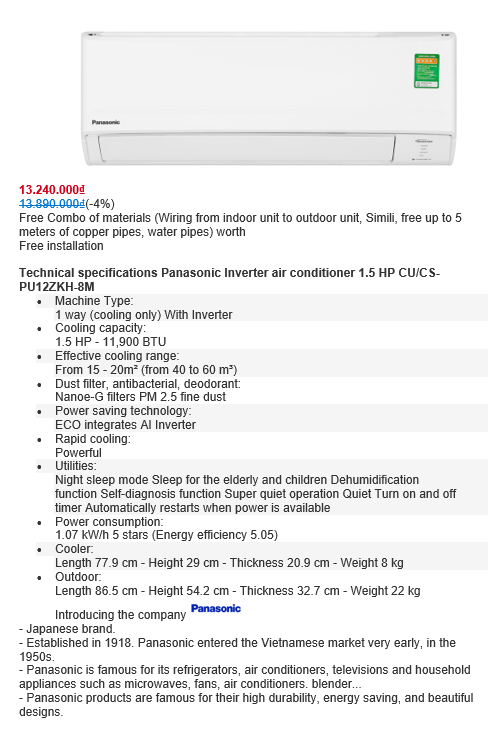 Panasonic
13.240.000₫
13.890.000₫(-4%)
Free Combo of materials (Wiring from indoor unit to outdoor unit, Simili, free up to 5
meters of copper pipes, water pipes) worth
Free installation
Technical specifications Panasonic Inverter air conditioner 1.5 HP CU/CS-
PU12ZKH-8M
• Machine Type:
1 way (cooling only) With Inverter
• Cooling capacity:
1.5 HP - 11,900 BTU
• Effective cooling range:
From 15 - 20m² (from 40 to 60 m³)
• Dust filter, antibacterial, deodorant:
Nanoe-G filters PM 2.5 fine dust
• Power saving technology:
ECO integrates AI Inverter
• Rapid cooling:
Powerful
• Utilities:
Night sleep mode Sleep for the elderly and children Dehumidification
function Self-diagnosis function Super quiet operation Quiet Turn on and off
timer Automatically restarts when power is available
• Power consumption:
1.07 kW/h 5 stars (Energy efficiency 5.05)
• Cooler:
Length 77.9 cm - Height 29 cm - Thickness 20.9 cm - Weight 8 kg
• Outdoor:
Length 86.5 cm - Height 54.2 cm - Thickness 32.7 cm - Weight 22 kg
Introducing the company Panasonic
- Japanese brand.
- Established in 1918. Panasonic entered the Vietnamese market very early, in the
1950s.
- Panasonic is famous for its refrigerators, air conditioners, televisions and household
appliances such as microwaves, fans, air conditioners. blender...
- Panasonic products are famous for their high durability, energy saving, and beautiful
designs.